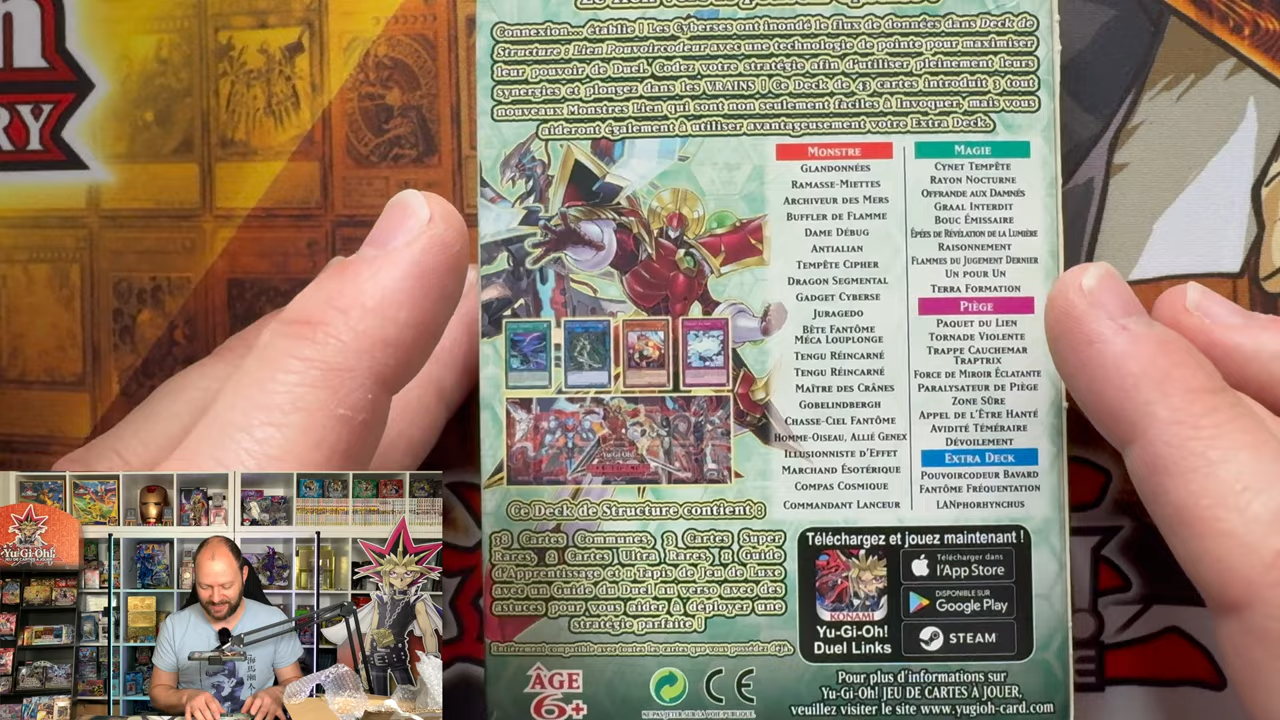 RY
Connexion... établie ! Les Cyberses ont inondé le flux de données dans Deck de
Structure : Lien Pouvoircodeur avec une technologie de pointe pour maximiser
leur pouvoir de Duel. Codez votre stratégie afin d'utiliser pleinement leurs
synergies et plongez dans les VRAINS ! Ce Deck de 43 cartes introduit 3 tout
nouveaux Monstres Lien qui sont non seulement faciles à Invoquer, mais vous
aideront également à utiliser avantageusement votre Extra Deck.
MONSTRE
GLANDONNÉES
RAMASSE-MIETTES
ARCHIVEUR DES MERS
BUFFLER DE FLAMME
DAME DÉBUG
ANTIALIAN
TEMPÊTE CIPHER
DRAGON SEGMENTAL
GADGET CYBERSE
JURAGEDO
BÊTE FANTÔME
MÉCA LOUPLONGE
TENGU RÉINCARNÉ
TENGU RÉINCARNÉ
MAÎTRE DES CRÂNES
GOBELINDBERGH
CHASSE-CIEL FANTÔME
HOMME-OISEAU, ALLIÉ GENEX
ILLUSIONNISTE D'EFFET
MARCHAND ÉSOTÉRIQUE
COMPAS COSMIQUE
COMMANDANT LANCEUR
MAGIE
CYNET TEMPÊTE
RAYON NOCTURNE
OFFRANDE AUX DAMNÉS
GRAAL INTERDIT
BOUC ÉMISSAIRE
ÉPÉES DE RÉVÉLATION DE LA LUMIÈRE
RAISONNEMENT
FLAMMES DU JUGEMENT DERNIER
UN POUR UN
TERRA FORMATION
PIÈGE
PAQUET DU LIEN
TORNADE VIOLENTE
TRAPPE CAUCHEMAR
TRAPTRIX
FORCE DE MIROIR ÉCLATANTE
PARALYSATEUR DE PIÈGE
ZONE SÛRE
APPEL DE L'ÊTRE HANTÉ
AVIDITÉ TÉMÉRAIRE
DÉVOILEMENT
EXTRA DECK
POUVOIRCODEUR BAVARD
FANTÔME FRÉQUENTATION
LANPHORHYNCHUS
Ce Deck de Structure contient :
38 Cartes Communes, 3 Cartes Super
Rares, 2 Cartes Ultra Rares, 1 Guide
d'Apprentissage et 1 Tapis de Jeu de Luxe
avec un Guide du Duel au verso avec des
astuces pour vous aider à déployer une
stratégie parfaite !
Entièrement compatible avec toutes les cartes que vous possédez déjà.
Téléchargez et jouez maintenant !
KONAMI
Yu-Gi-Oh!
Duel Links
Télécharger dans
l'App Store
DISPONIBLE SUR
Google Play
STEAM
ÂGE
6+
NE PAS JETER SUR LA VOIE PUBLIQUE.
CE
Pour plus d'informations sur
Yu-Gi-Oh! JEU DE CARTES À JOUER,
veuillez visiter le site www.yugioh-card.com
Yu-Gi-Oh!
JEU DE CARTES À JOUER